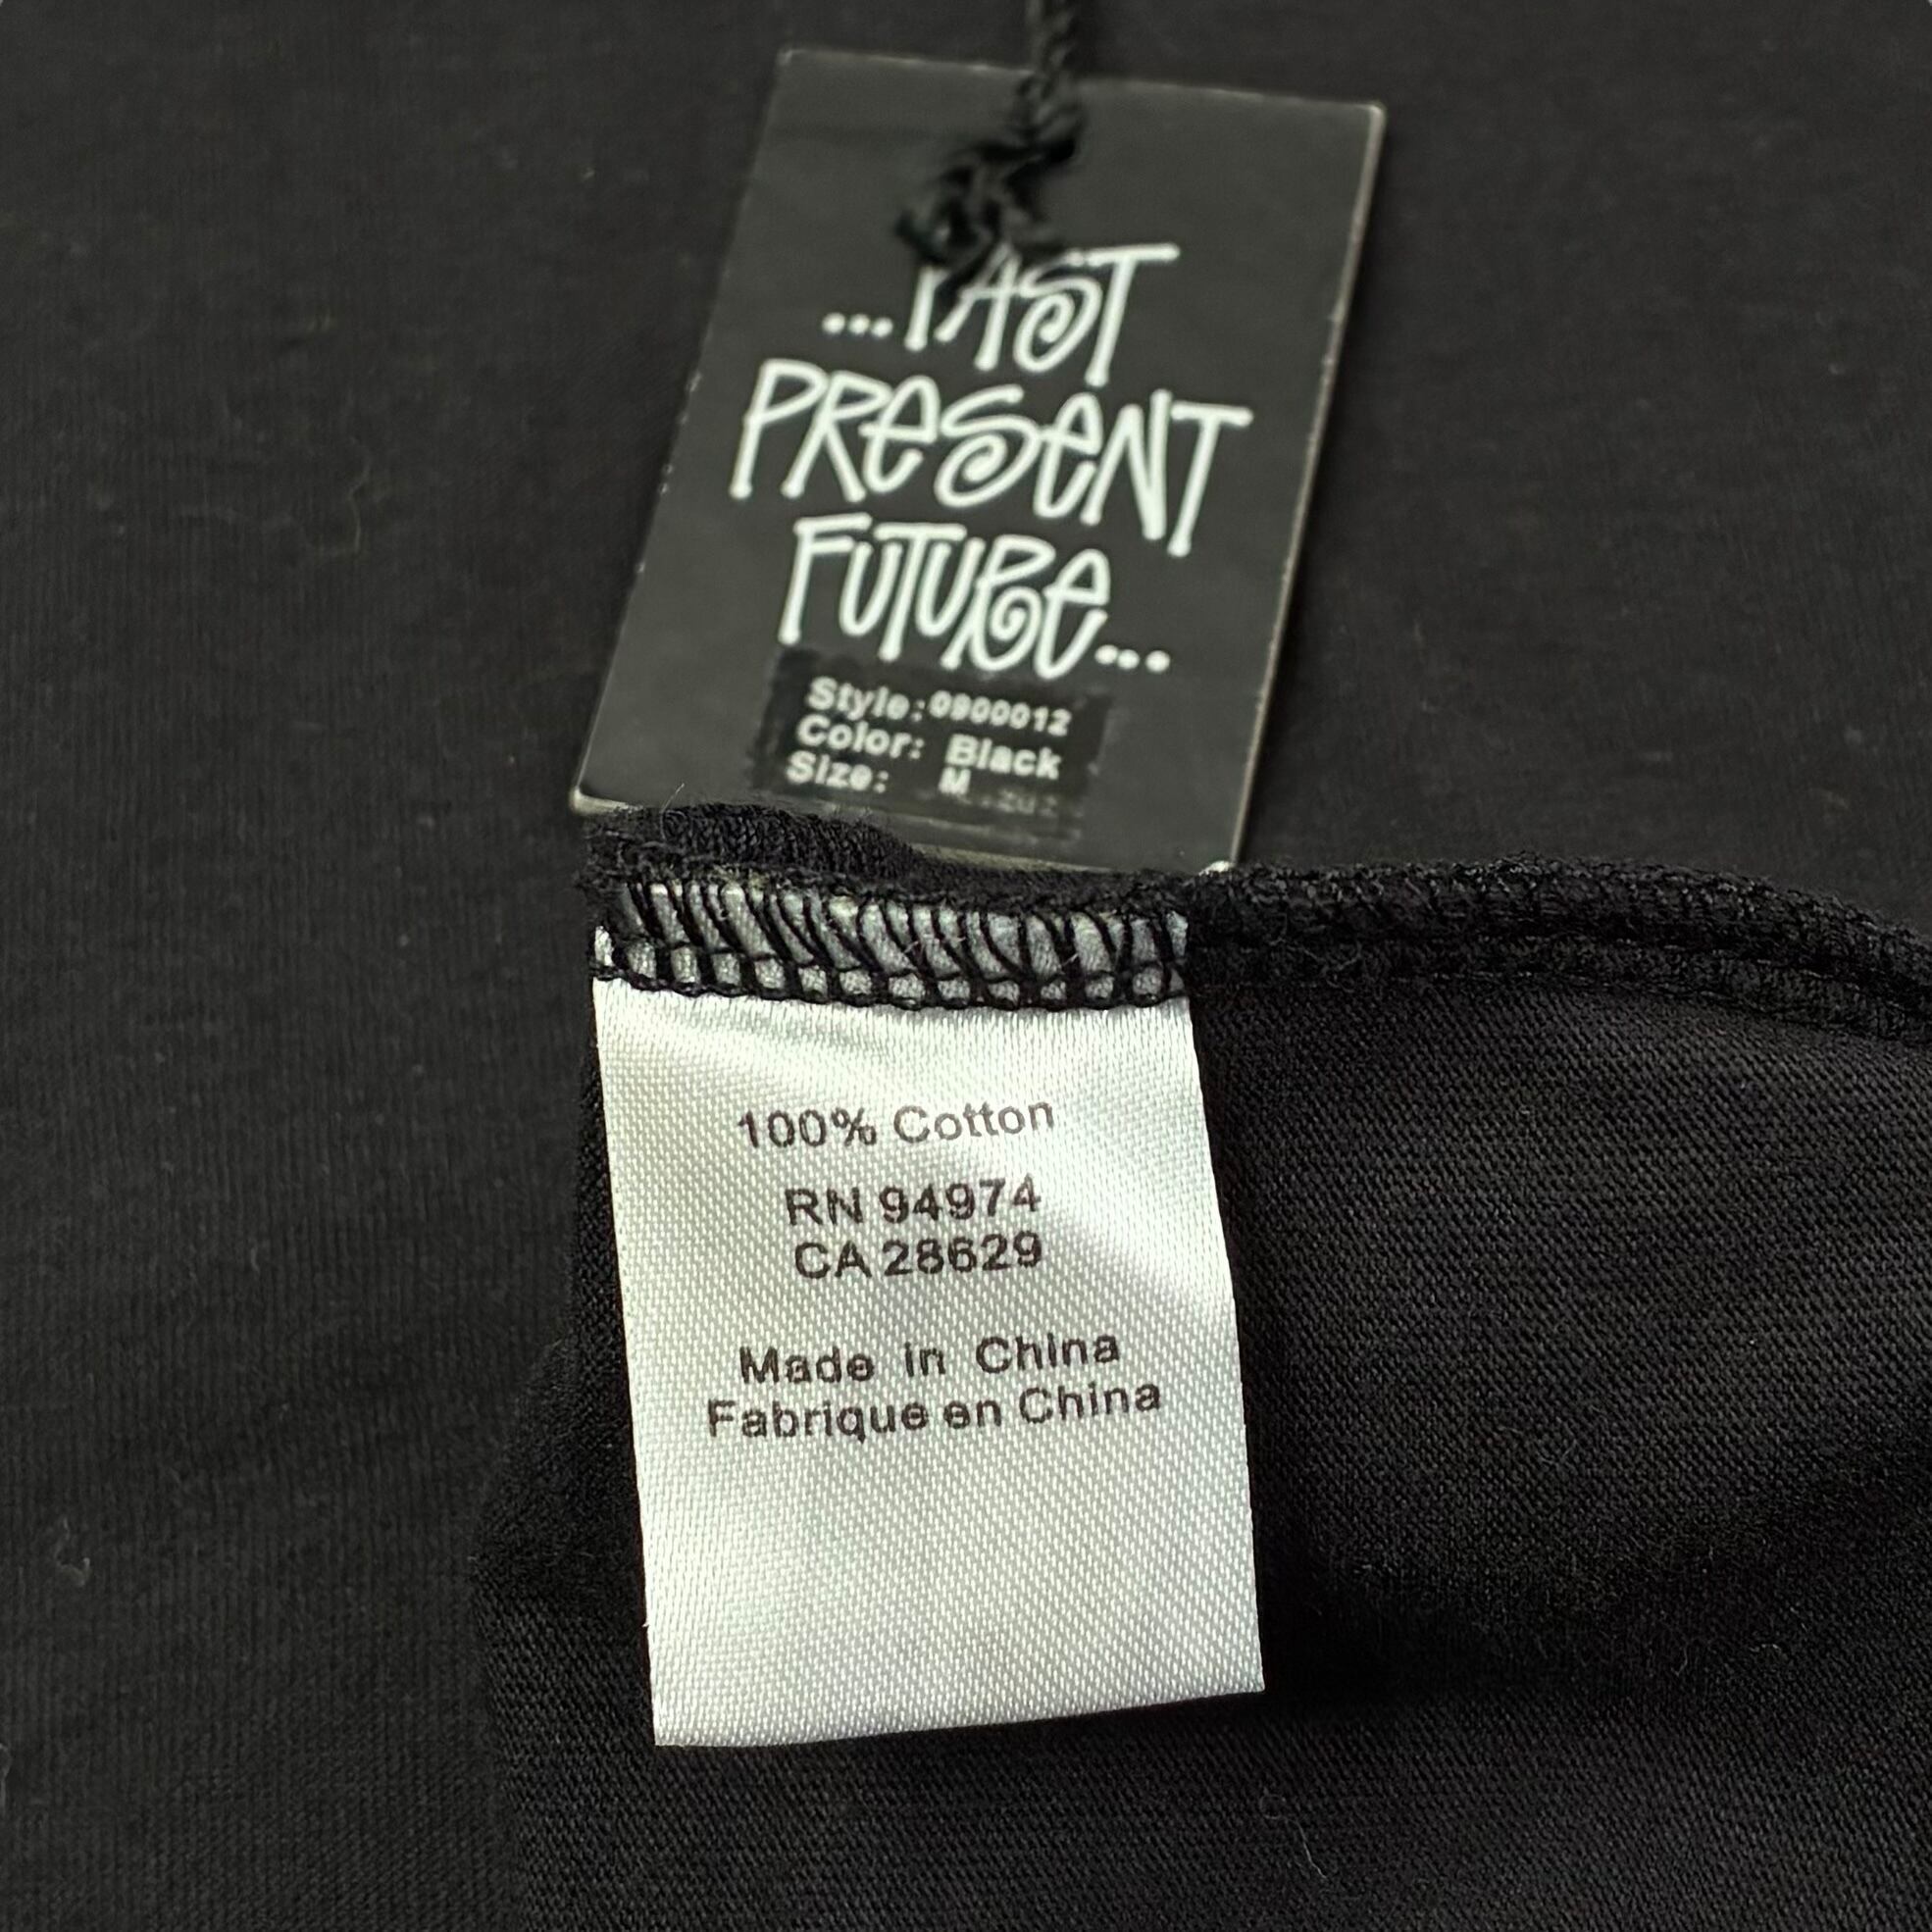 ...PAST
PRESENT
FUTURE...
Style: 0900012
Color: Black
Size: M
100% Cotton
RN 94974
CA 28629
Made in China
Fabrique en China